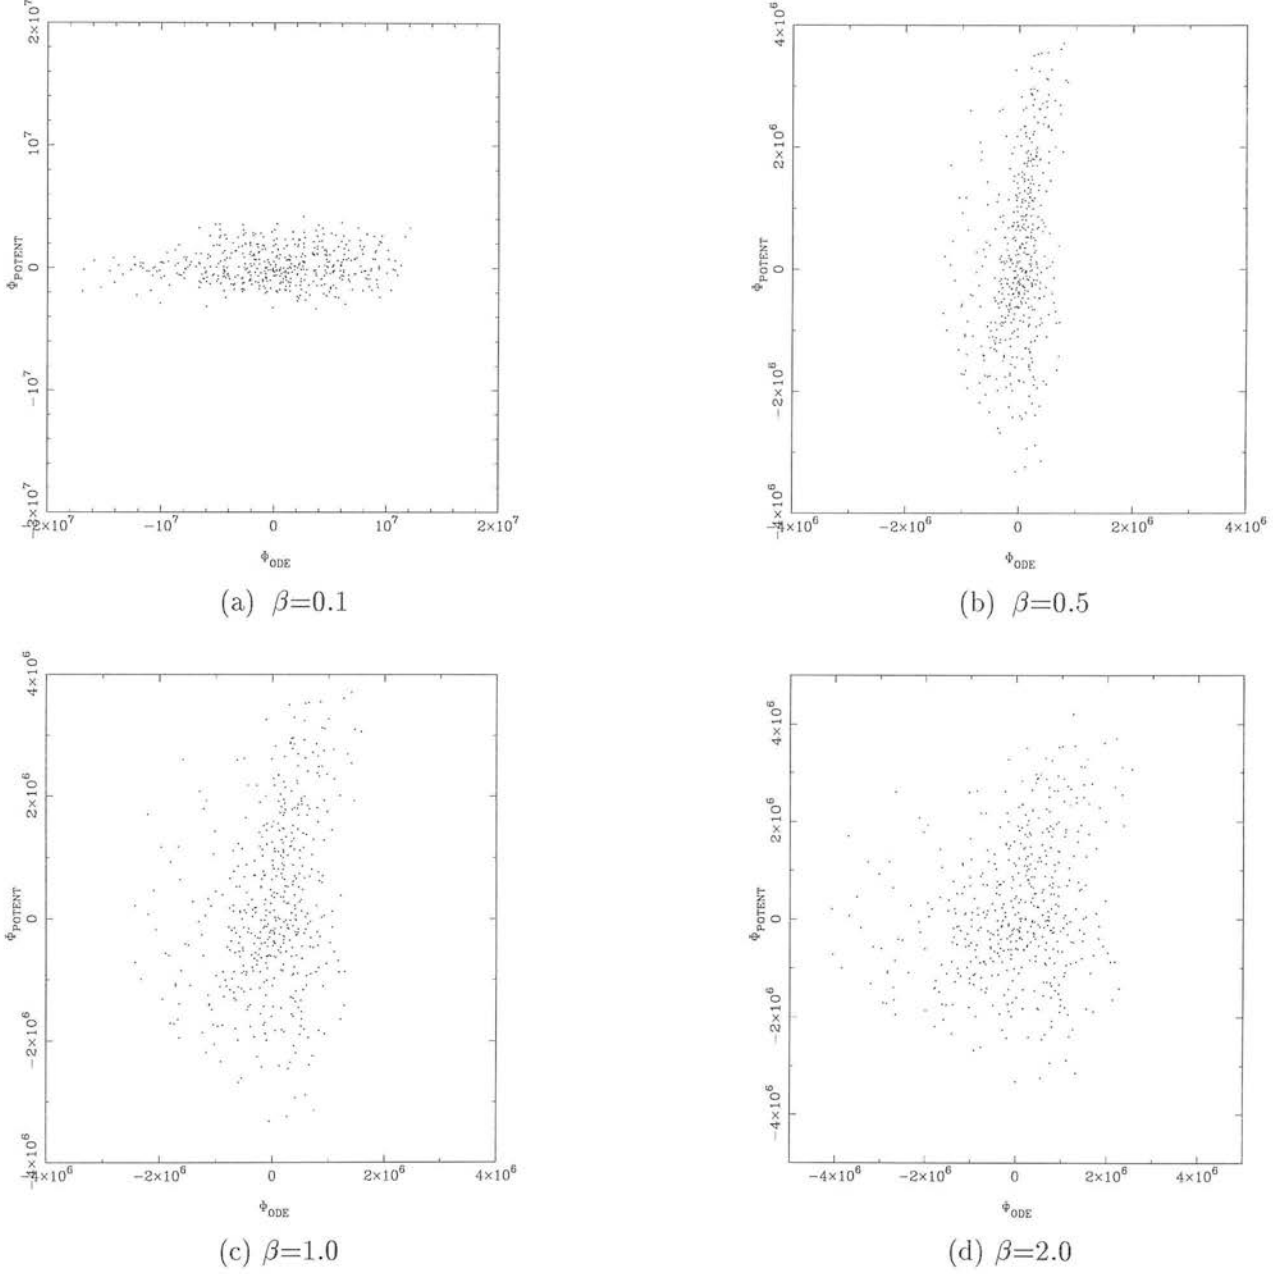 2×10⁷
10⁷
0
−10⁷
−2×10⁷
Φ_POTENT
−2×10⁷ −10⁷ 0 10⁷ 2×10⁷
Φ_ODE
(a) β=0.1
4×10⁶
2×10⁶
0
−2×10⁶
−4×10⁶
Φ_POTENT
−4×10⁶ −2×10⁶ 0 2×10⁶ 4×10⁶
Φ_ODE
(b) β=0.5
4×10⁶
2×10⁶
0
−2×10⁶
−4×10⁶
Φ_POTENT
−4×10⁶ −2×10⁶ 0 2×10⁶ 4×10⁶
Φ_ODE
(c) β=1.0
4×10⁶
2×10⁶
0
−2×10⁶
−4×10⁶
Φ_POTENT
−4×10⁶ −2×10⁶ 0 2×10⁶ 4×10⁶
Φ_ODE
(d) β=2.0